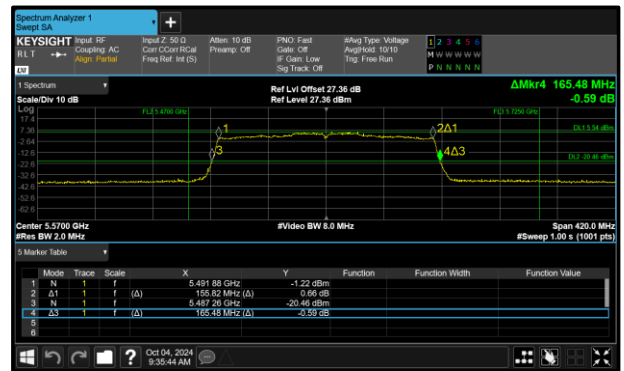 Spectrum Analyzer 1
Swept SA
+
KEYSIGHT Input: RF Input Z: 50 Ω Atten: 10 dB PNO: Fast #Avg Type: Voltage 1 2 3 4 5 6
RLT Coupling: AC Corr CCorr RCal Preamp: Off Gate: Off Avg|Hold: 10/10 M W W W W W
Align: Partial Freq Ref: Int (S) IF Gain: Low Trig: Free Run
Sig Track: Off P N N N N N
1 Spectrum Ref Lvl Offset 27.36 dB ΔMkr4 165.48 MHz
Scale/Div 10 dB Ref Level 27.36 dBm -0.59 dB
Log
17.4
7.36
-2.64
-12.6
-22.6
-32.6
-42.6
-52.6
-62.6
1
2Δ1
3
4Δ3
DL1 5.54 dBm
DL2 -20.46 dBm
Center 5.5700 GHz #Video BW 8.0 MHz Span 420.0 MHz
#Res BW 2.0 MHz #Sweep 1.00 s (1001 pts)
5 Marker Table
Mode Trace Scale X Y Function Function Width Function Value
1 N 1 f 5.491 88 GHz -1.22 dBm
2 Δ1 1 f (Δ) 155.82 MHz (Δ) 0.66 dB
3 N 1 f 5.487 26 GHz -20.46 dBm
4 Δ3 1 f (Δ) 165.48 MHz (Δ) -0.59 dB
5
6
? Oct 04, 2024
9:35:44 AM